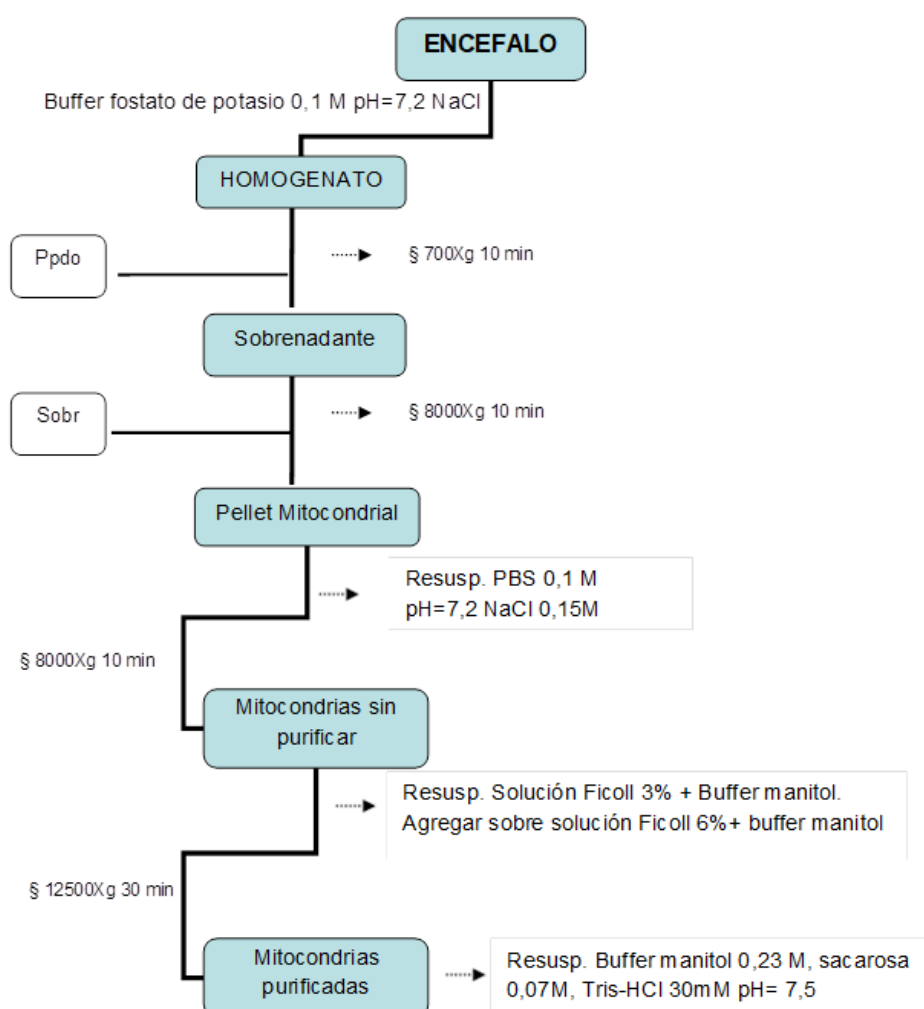 ENCEFALO
Buffer fostato de potasio 0,1 M pH=7,2 NaCl
HOMOGENATO
Ppdo
§ 700Xg 10 min
Sobrenadante
Sobr
§ 8000Xg 10 min
Pellet Mitocondrial
Resusp. PBS 0,1 M
pH=7,2 NaCl 0,15M
§ 8000Xg 10 min
Mitocondrias sin
purificar
Resusp. Solución Ficoll 3% + Buffer manitol.
Agregar sobre solución Ficoll 6%+ buffer manitol
§ 12500Xg 30 min
Mitocondrias
purificadas
Resusp. Buffer manitol 0,23 M, sacarosa
0,07M, Tris-HCl 30mM pH= 7,5